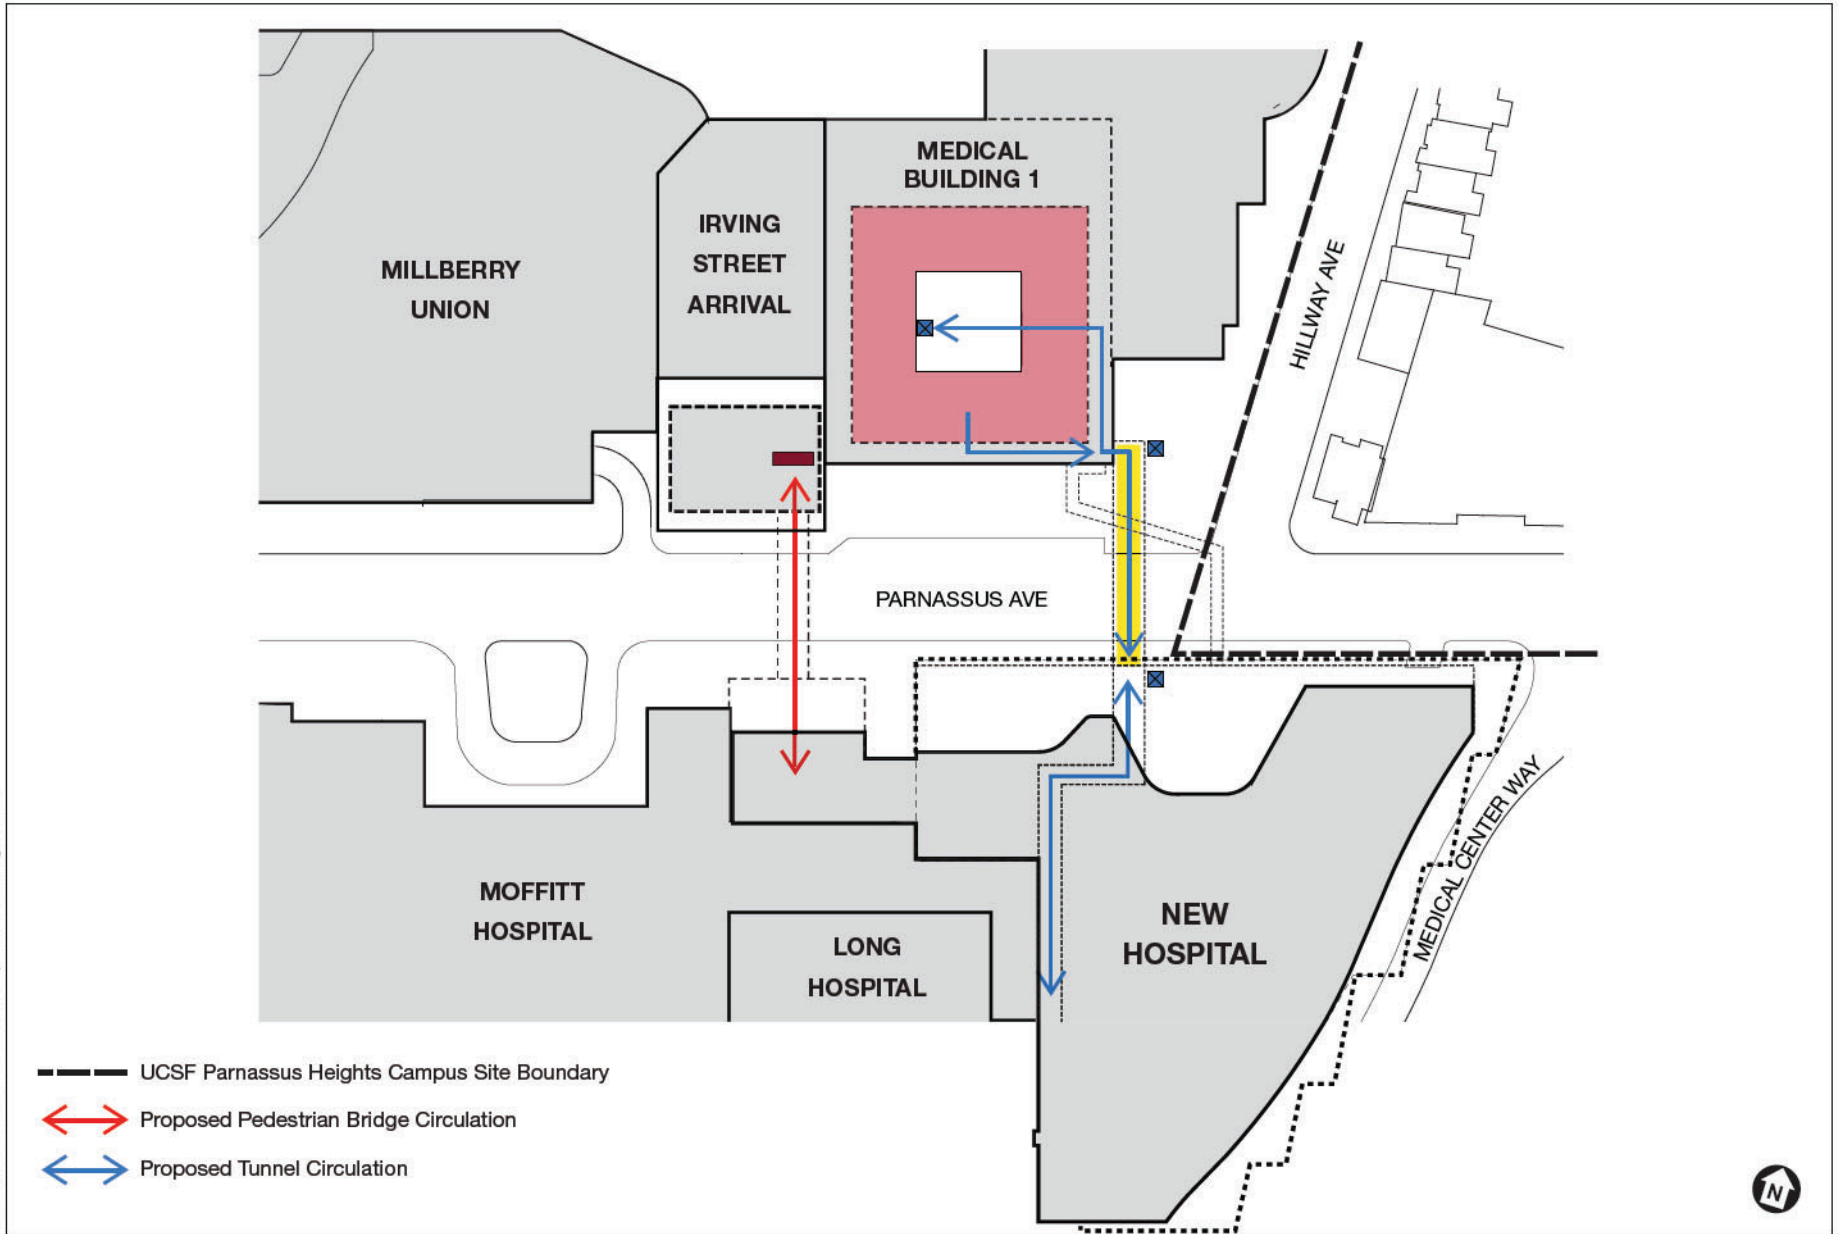 MEDICAL
BUILDING 1
IRVING
STREET
ARRIVAL
MILLBERRY
UNION
HILLWAY AVE
PARNASSUS AVE
MEDICAL CENTER WAY
MOFFITT
HOSPITAL
LONG
HOSPITAL
NEW
HOSPITAL
UCSF Parnassus Heights Campus Site Boundary
Proposed Pedestrian Bridge Circulation
Proposed Tunnel Circulation
N